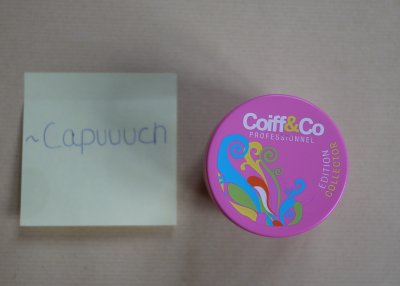 ~Capuuuch
Coiff&Co
PROFESSIONNEL
EDITION
COLLECTOR